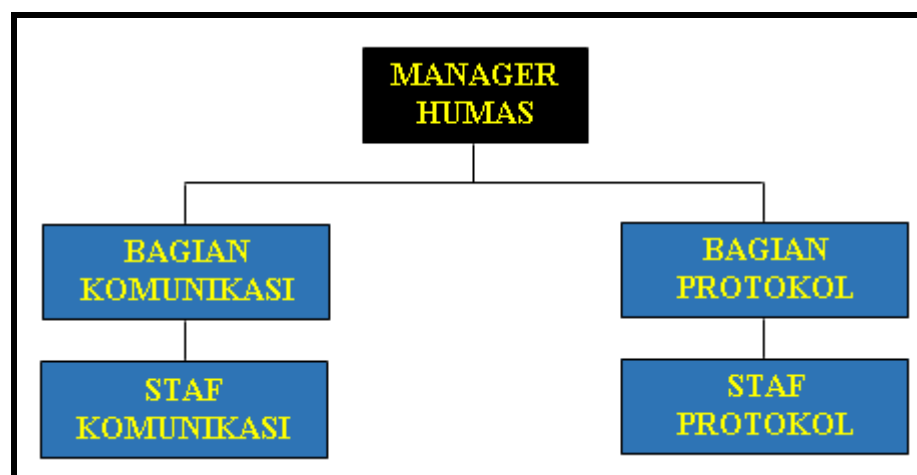 MANAGER
HUMAS
BAGIAN
KOMUNIKASI
BAGIAN
PROTOKOL
STAF
KOMUNIKASI
STAF
PROTOKOL